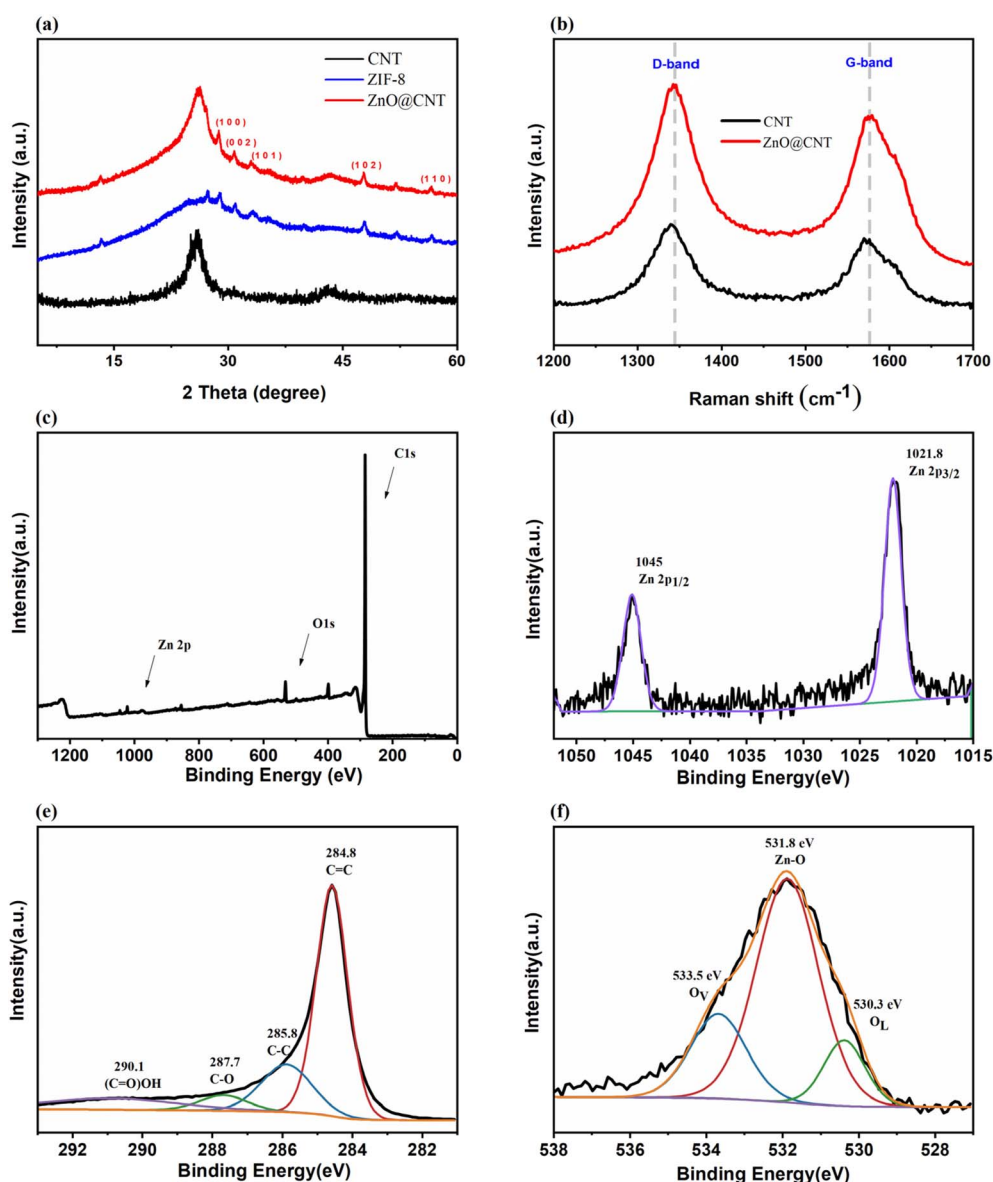 (a)
CNT
ZIF-8
ZnO@CNT
(100)
(002)
(101)
(102)
(110)
Intensity (a.u.)
15 30 45 60
2 Theta (degree)
(b)
D-band
G-band
CNT
ZnO@CNT
Intensity (a.u.)
1200 1300 1400 1500 1600 1700
Raman shift (cm-1)
(c)
C1s
O1s
Zn 2p
Intensity(a.u.)
1200 1000 800 600 400 200 0
Binding Energy (eV)
(d)
1021.8
Zn 2p3/2
1045
Zn 2p1/2
Intensity(a.u.)
1050 1045 1040 1035 1030 1025 1020 1015
Binding Energy(eV)
(e)
284.8
C=C
285.8
C-C
287.7
C-O
290.1
(C=O)OH
Intensity(a.u.)
292 290 288 286 284 282
Binding Energy(eV)
(f)
531.8 eV
Zn-O
533.5 eV
OV
530.3 eV
OL
Intensity(a.u.)
538 536 534 532 530 528
Binding Energy(eV)